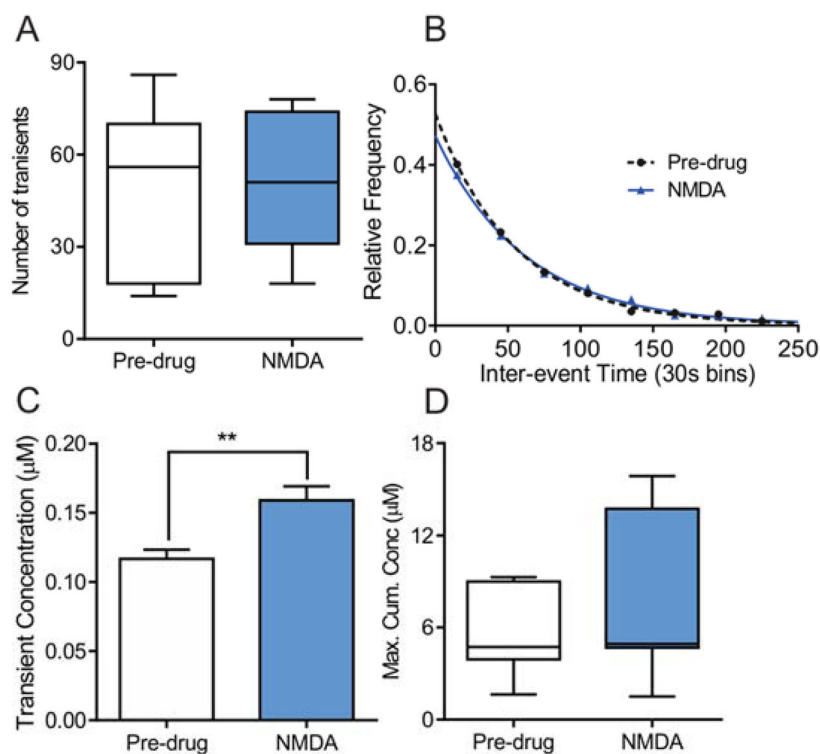 A
Number of tranisents
90
60
30
0
Pre-drug
NMDA
B
Relative Frequency
0.6
0.4
0.2
0.0
Pre-drug
NMDA
0
50
100
150
200
250
Inter-event Time (30s bins)
C
Transient Concentration (μM)
0.20
0.15
0.10
0.05
0.00
**
Pre-drug
NMDA
D
Max. Cum. Conc (μM)
18
12
6
0
Pre-drug
NMDA